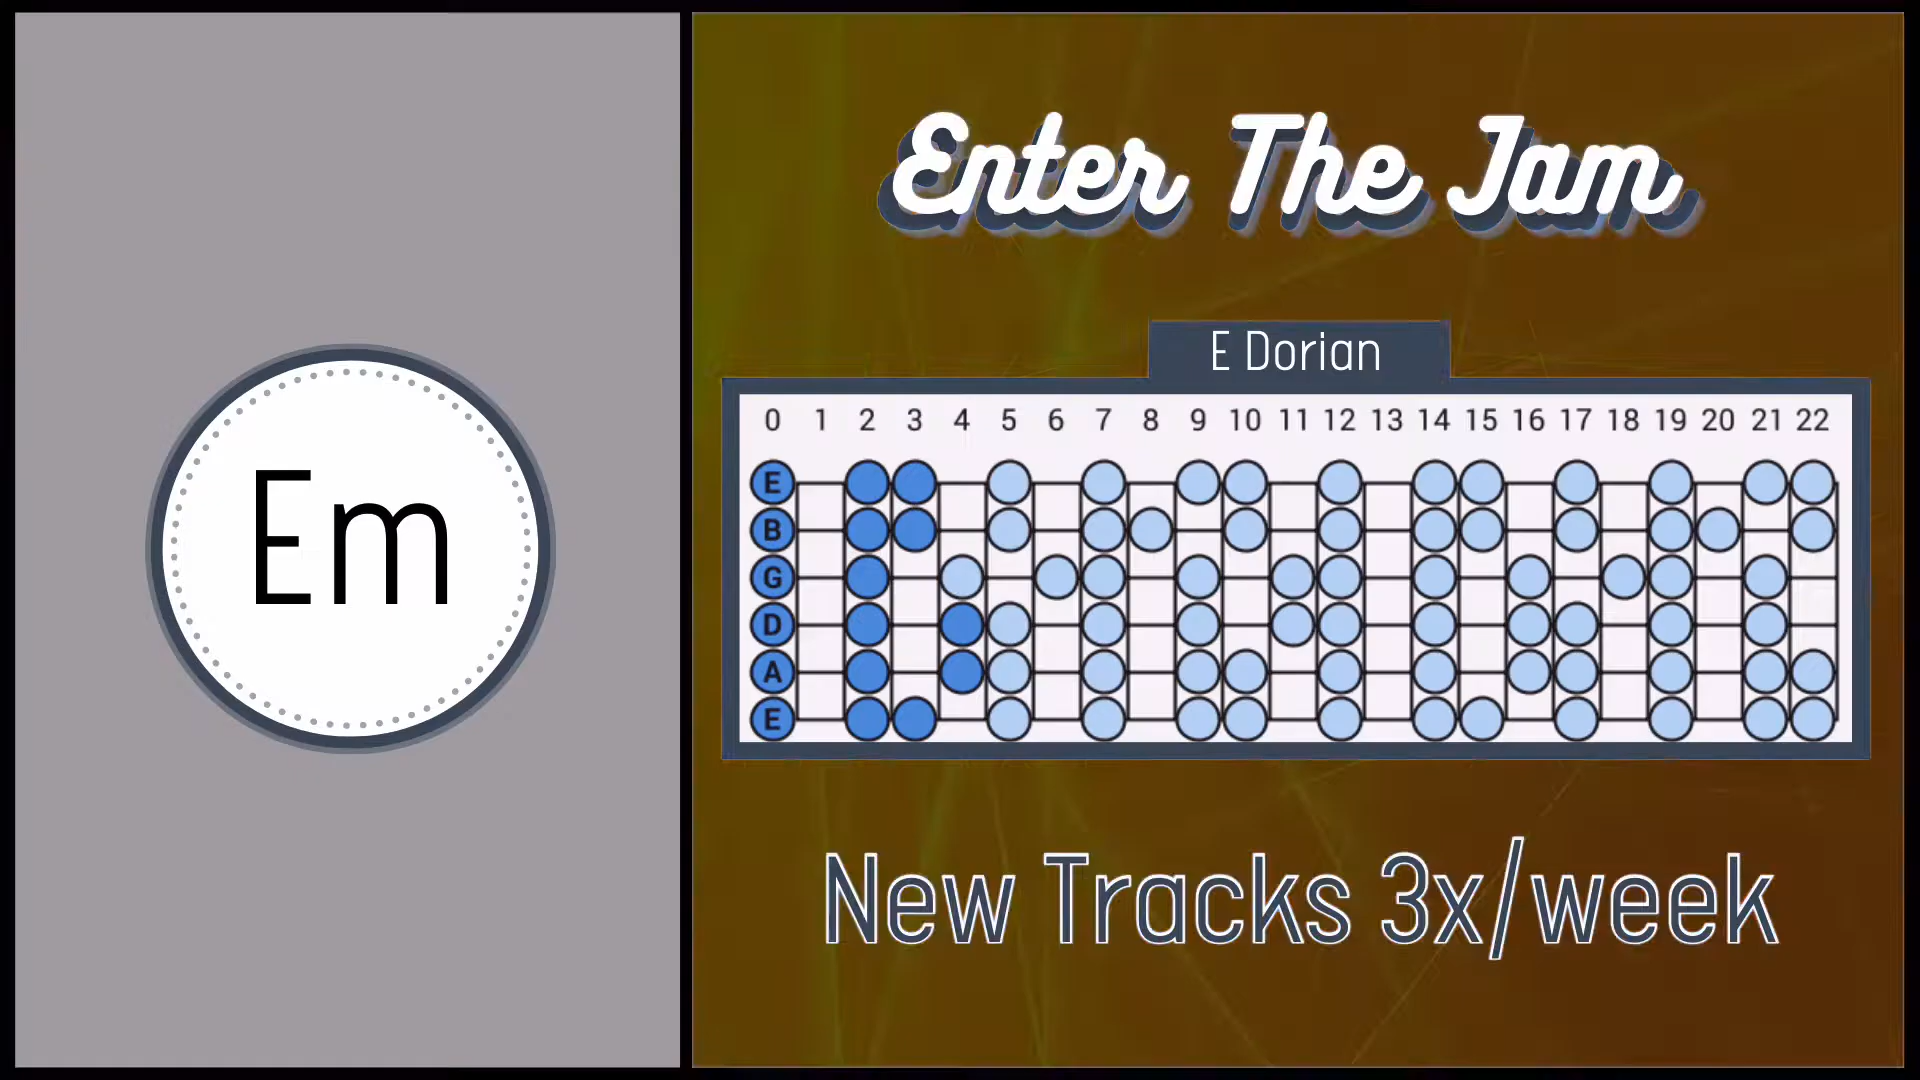 Em
Enter The Jam
E Dorian
0 1 2 3 4 5 6 7 8 9 10 11 12 13 14 15 16 17 18 19 20 21 22
E
B
G
D
A
E
New Tracks 3x/week